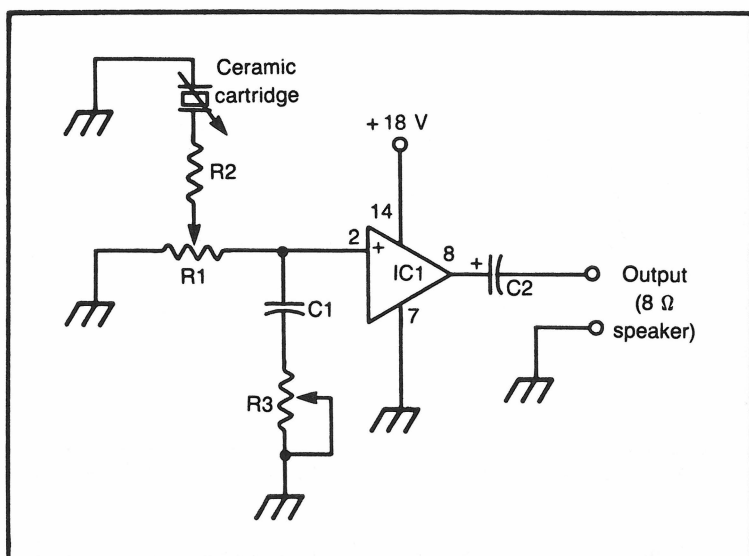 Ceramic
cartridge
+ 18 V
R2
14
2
+
IC1
8
+
R1
C2
Output
(8 Ω
speaker)
7
C1
R3